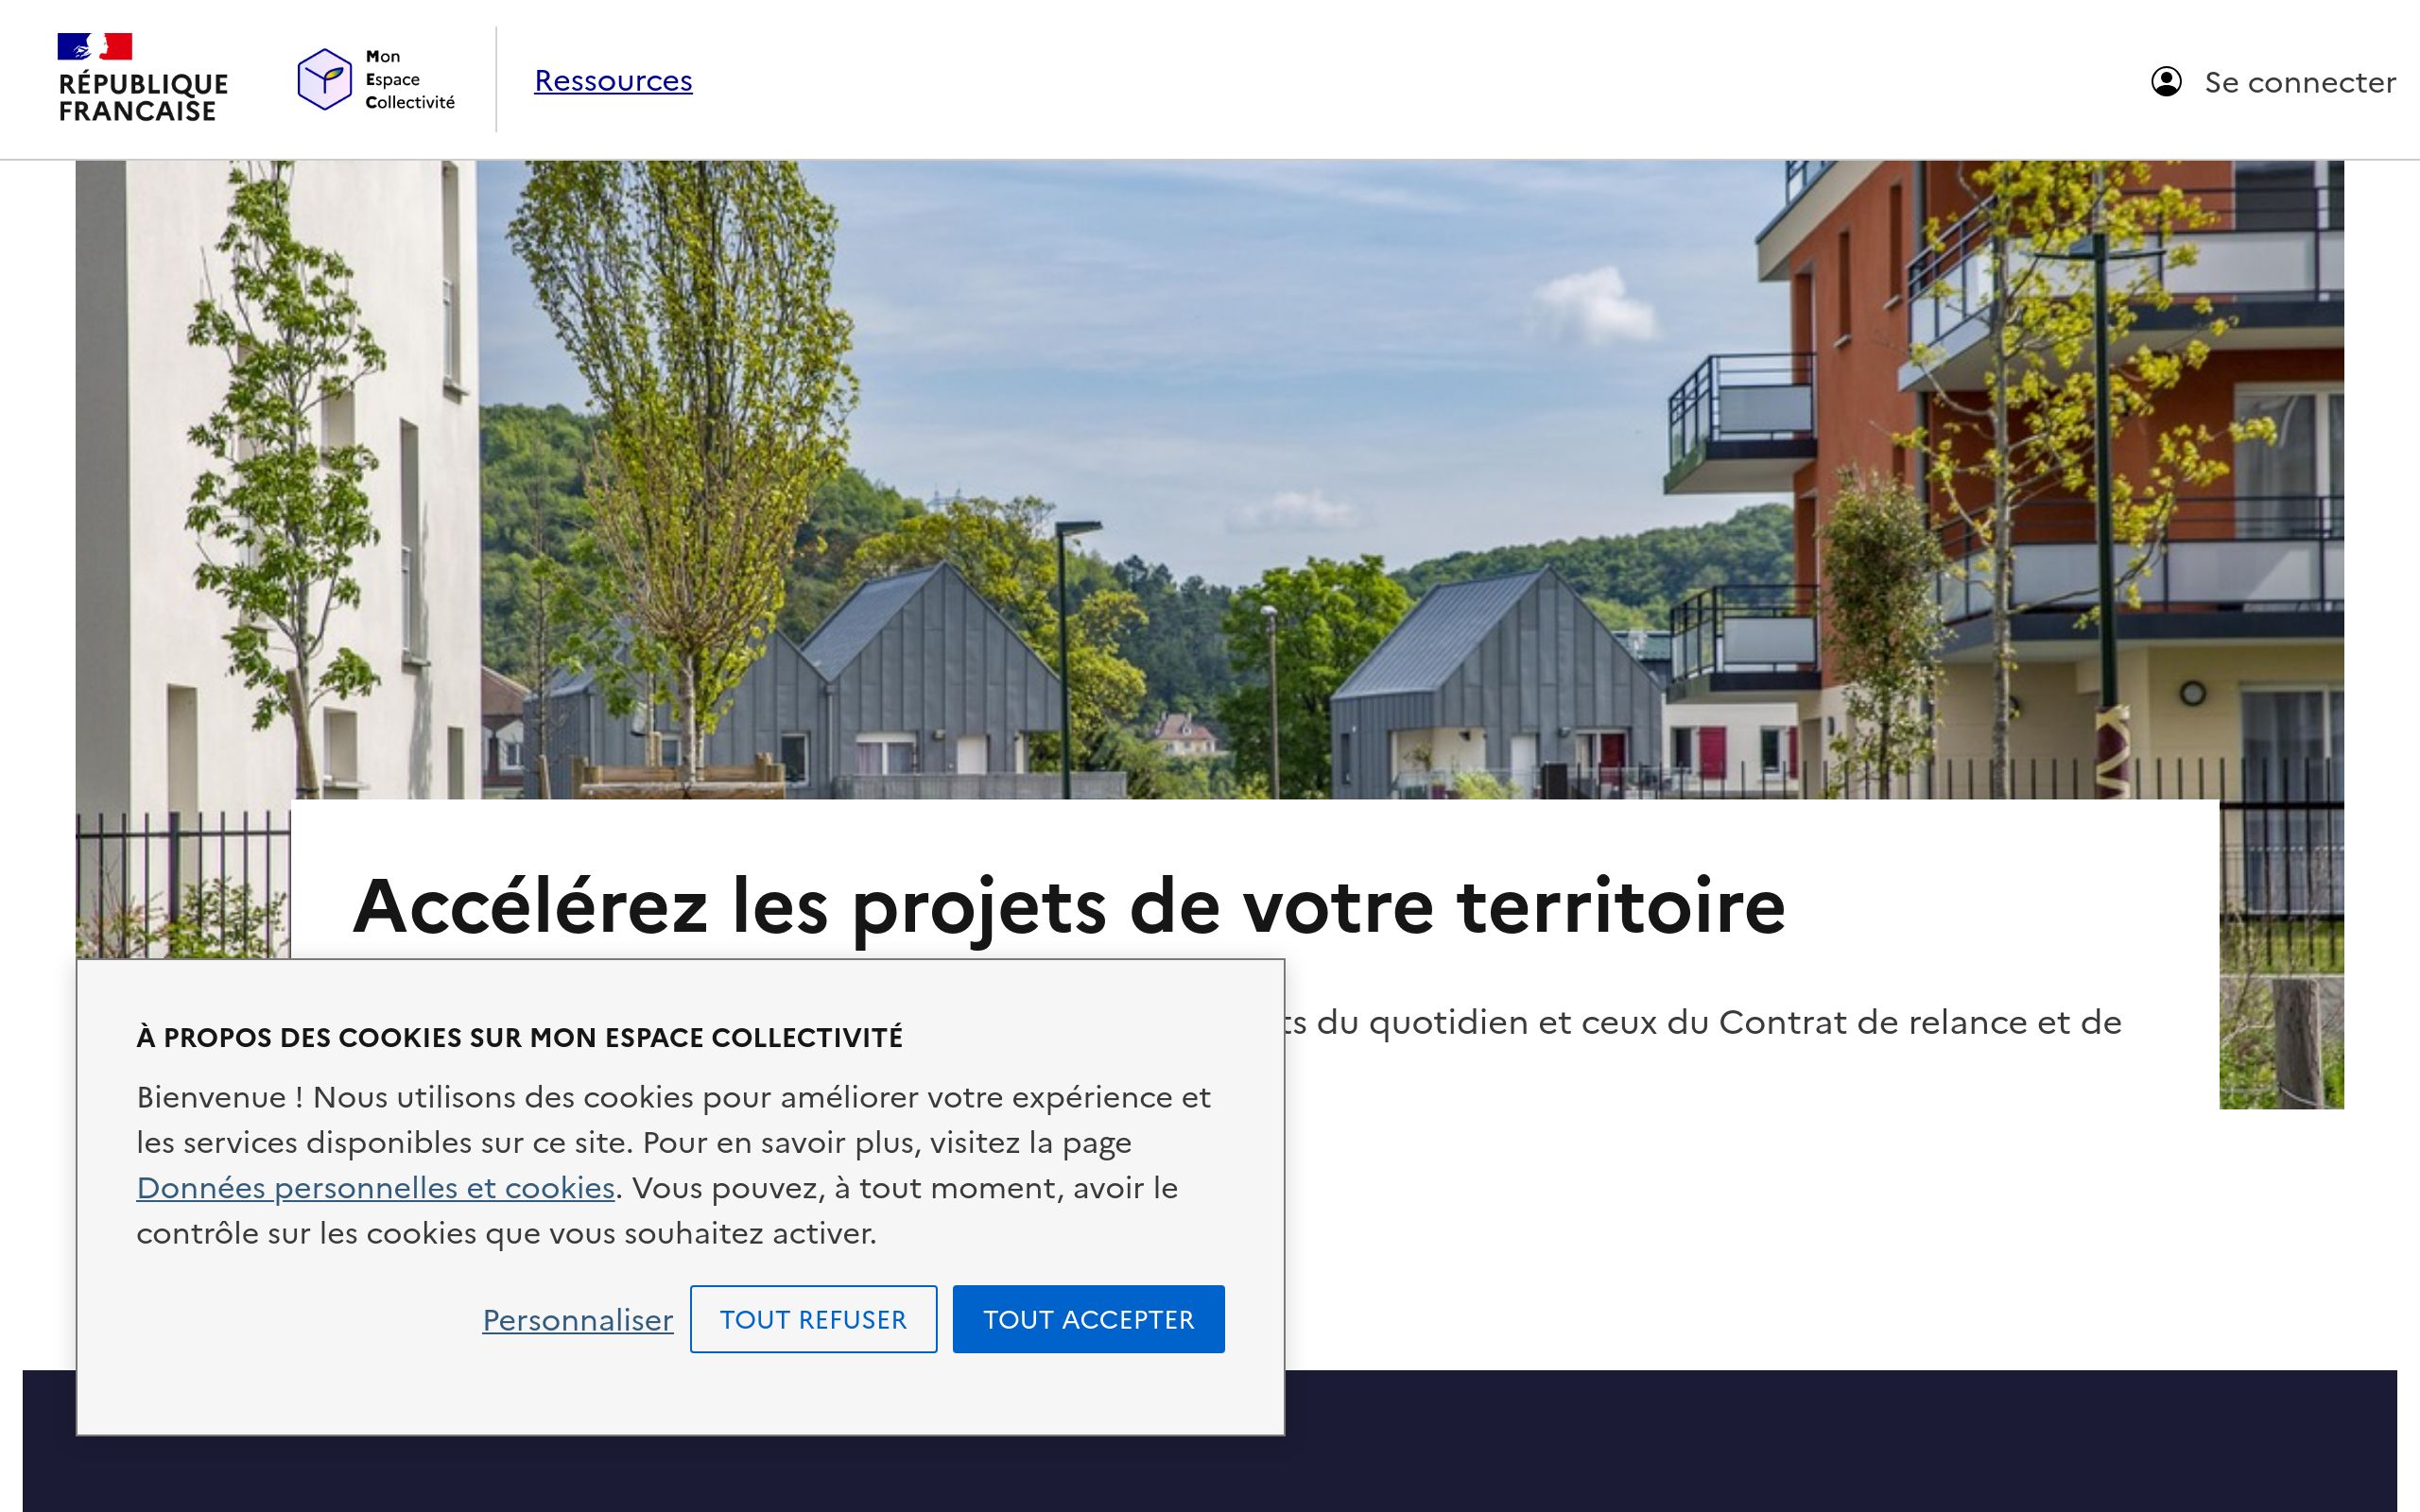 RÉPUBLIQUE
FRANCAISE
Mon
Espace
Collectivité
Ressources
Se connecter
Accélérez les projets de votre territoire
du quotidien et ceux du Contrat de relance et de
À PROPOS DES COOKIES SUR MON ESPACE COLLECTIVITÉ
Bienvenue ! Nous utilisons des cookies pour améliorer votre expérience et
les services disponibles sur ce site. Pour en savoir plus, visitez la page
Données personnelles et cookies. Vous pouvez, à tout moment, avoir le
contrôle sur les cookies que vous souhaitez activer.
Personnaliser
TOUT REFUSER
TOUT ACCEPTER